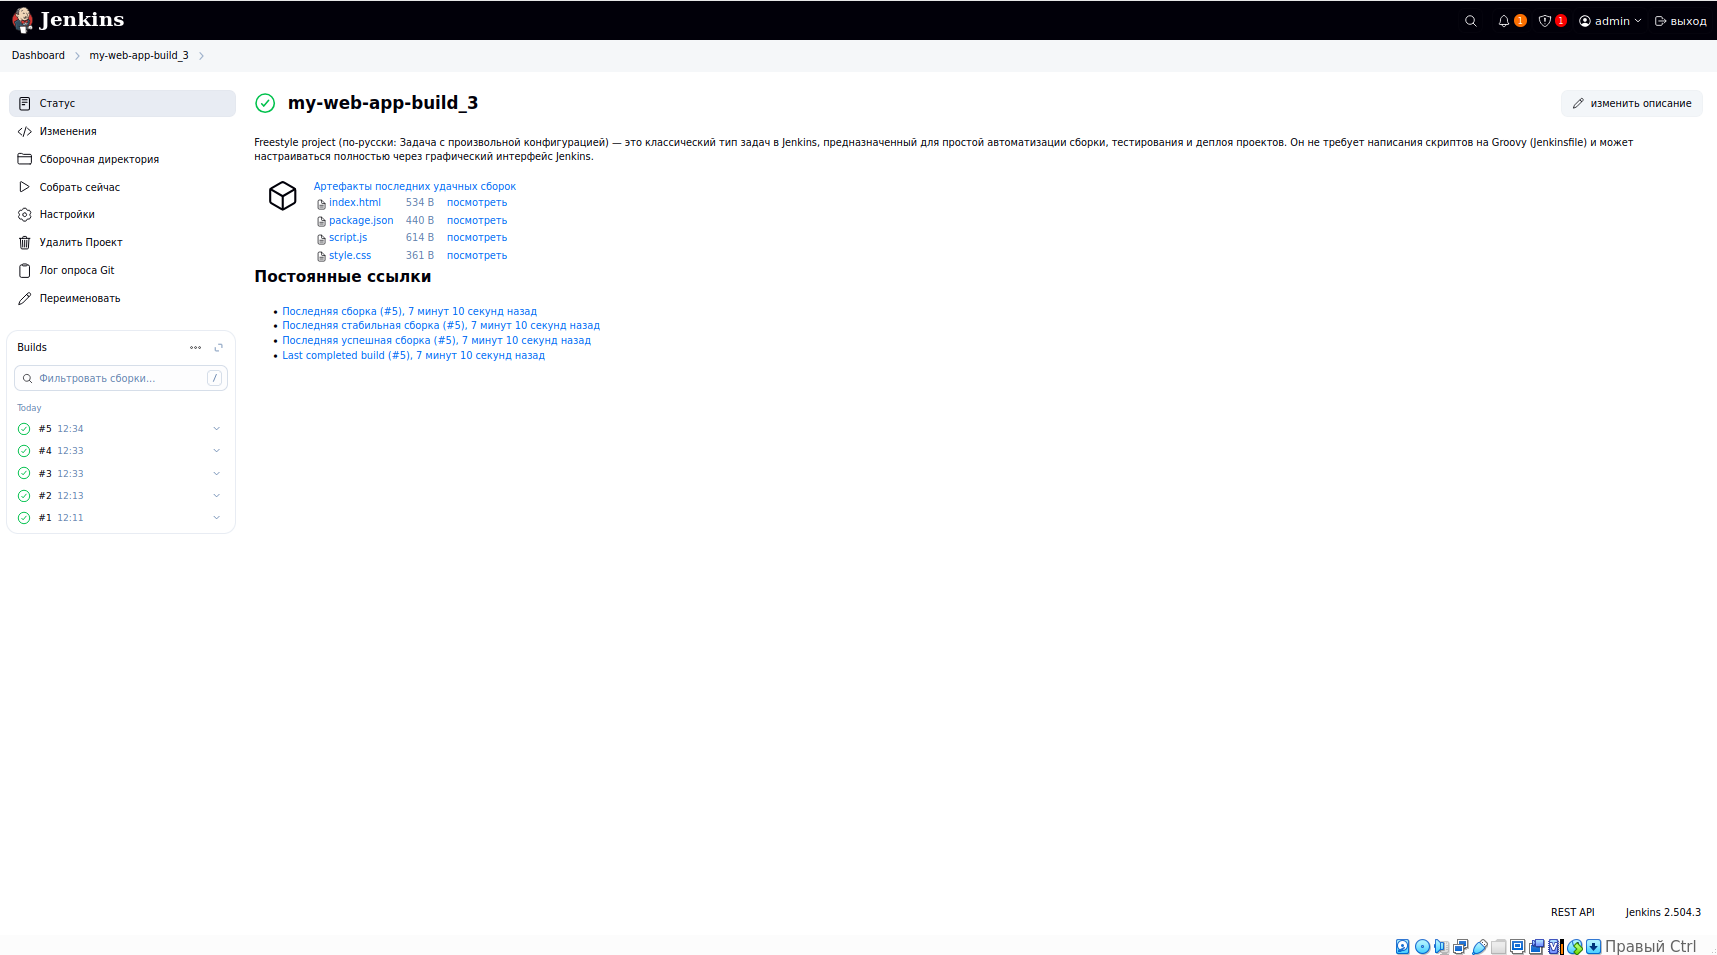 Jenkins
1 1 admin выход
Dashboard my-web-app-build_3
Статус
Изменения
Сборочная директория
Собрать сейчас
Настройки
Удалить Проект
Лог опроса Git
Переименовать
Builds
Фильтровать сборки... /
Today
#5 12:34
#4 12:33
#3 12:33
#2 12:13
#1 12:11
my-web-app-build_3
изменить описание
Freestyle project (по-русски: Задача с произвольной конфигурацией) — это классический тип задач в Jenkins, предназначенный для простой автоматизации сборки, тестирования и деплоя проектов. Он не требует написания скриптов на Groovy (Jenkinsfile) и может
настраиваться полностью через графический интерфейс Jenkins.
Артефакты последних удачных сборок
index.html 534 B посмотреть
package.json 440 B посмотреть
script.js 614 B посмотреть
style.css 361 B посмотреть
Постоянные ссылки
Последняя сборка (#5), 7 минут 10 секунд назад
Последняя стабильная сборка (#5), 7 минут 10 секунд назад
Последняя успешная сборка (#5), 7 минут 10 секунд назад
Last completed build (#5), 7 минут 10 секунд назад
REST API Jenkins 2.504.3
Правый Ctrl